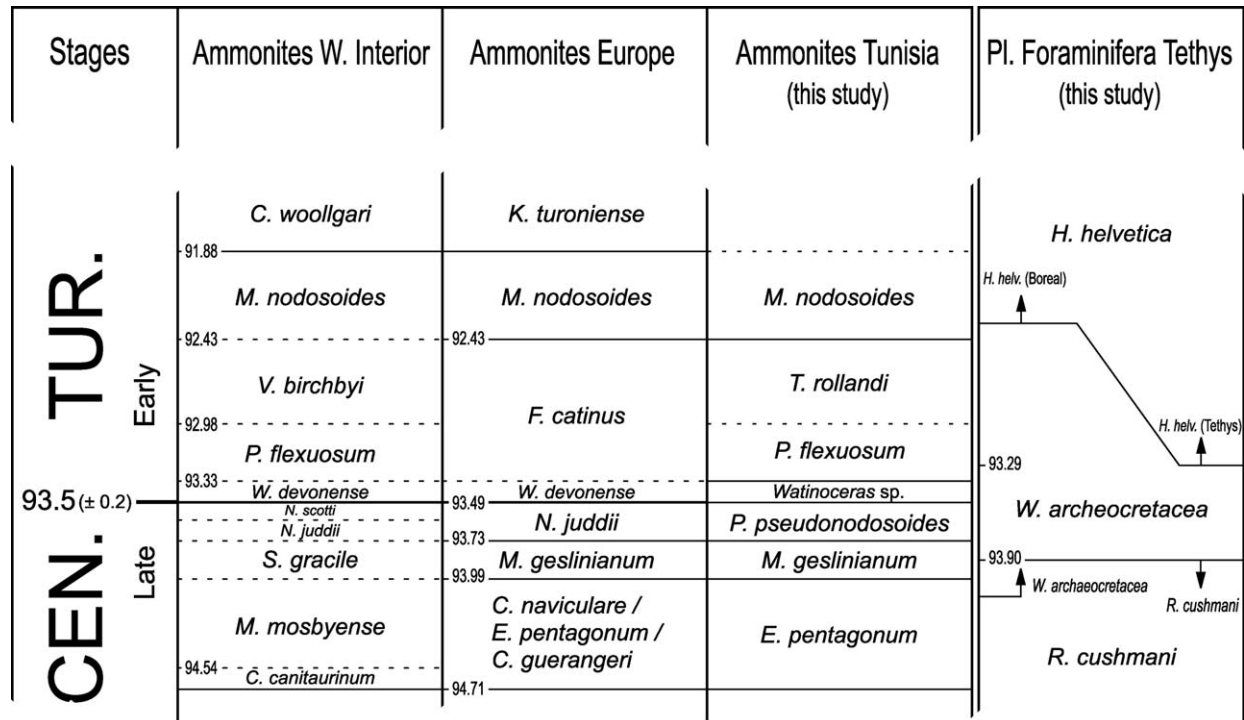 Stages
Ammonites W. Interior
Ammonites Europe
Ammonites Tunisia
(this study)
Pl. Foraminifera Tethys
(this study)
TUR.
Early
CEN.
Late
93.5 (± 0.2)
C. woollgari
91.88
M. nodosoides
92.43
V. birchbyi
92.98
P. flexuosum
93.33
W. devonense
N. scotti
N. juddii
S. gracile
M. mosbyense
94.54
C. canitaurinum
K. turoniense
M. nodosoides
92.43
F. catinus
W. devonense
93.49
N. juddii
93.73
M. geslinianum
93.99
C. naviculare /
E. pentagonum /
C. guerangeri
94.71
M. nodosoides
T. rollandi
P. flexuosum
Watinoceras sp.
P. pseudonodosoides
M. geslinianum
E. pentagonum
H. helvetica
H. helv. (Boreal)
H. helv. (Tethys)
93.29
W. archeocretacea
93.90
W. archaeocretacea
R. cushmani
R. cushmani